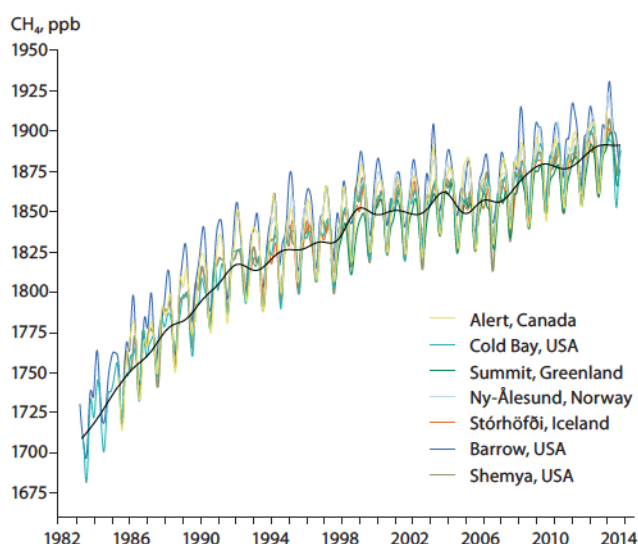 CH₄, ppb
1950
1925
1900
1875
1850
1825
1800
1775
1750
1725
1700
1675
Alert, Canada
Cold Bay, USA
Summit, Greenland
Ny-Ålesund, Norway
Stórhöfði, Iceland
Barrow, USA
Shemya, USA
1982 1986 1990 1994 1998 2002 2006 2010 2014